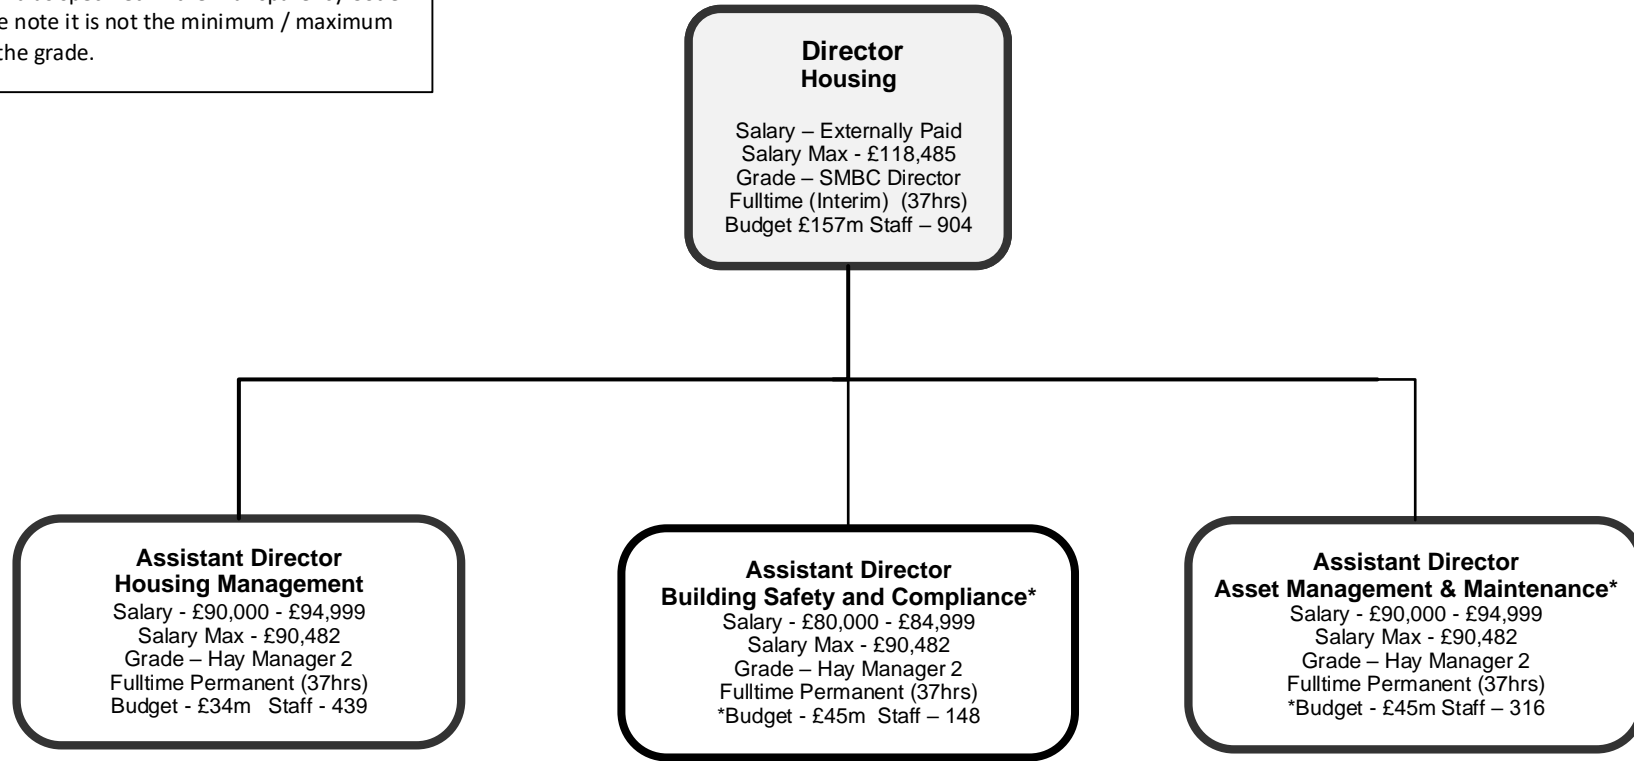 e note it is not the minimum / maximum
the grade.
Director
Housing
Salary – Externally Paid
Salary Max - £118,485
Grade – SMBC Director
Fulltime (Interim) (37hrs)
Budget £157m Staff – 904
Assistant Director
Housing Management
Salary - £90,000 - £94,999
Salary Max - £90,482
Grade – Hay Manager 2
Fulltime Permanent (37hrs)
Budget - £34m Staff - 439
Assistant Director
Building Safety and Compliance*
Salary - £80,000 - £84,999
Salary Max - £90,482
Grade – Hay Manager 2
Fulltime Permanent (37hrs)
*Budget - £45m Staff – 148
Assistant Director
Asset Management & Maintenance*
Salary - £90,000 - £94,999
Salary Max - £90,482
Grade – Hay Manager 2
Fulltime Permanent (37hrs)
*Budget - £45m Staff – 316